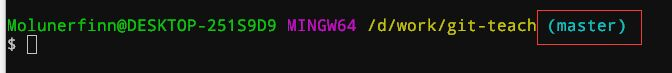 Molunerfinn@DESKTOP-251S9D9 MINGW64 /d/work/git-teach (master)
$